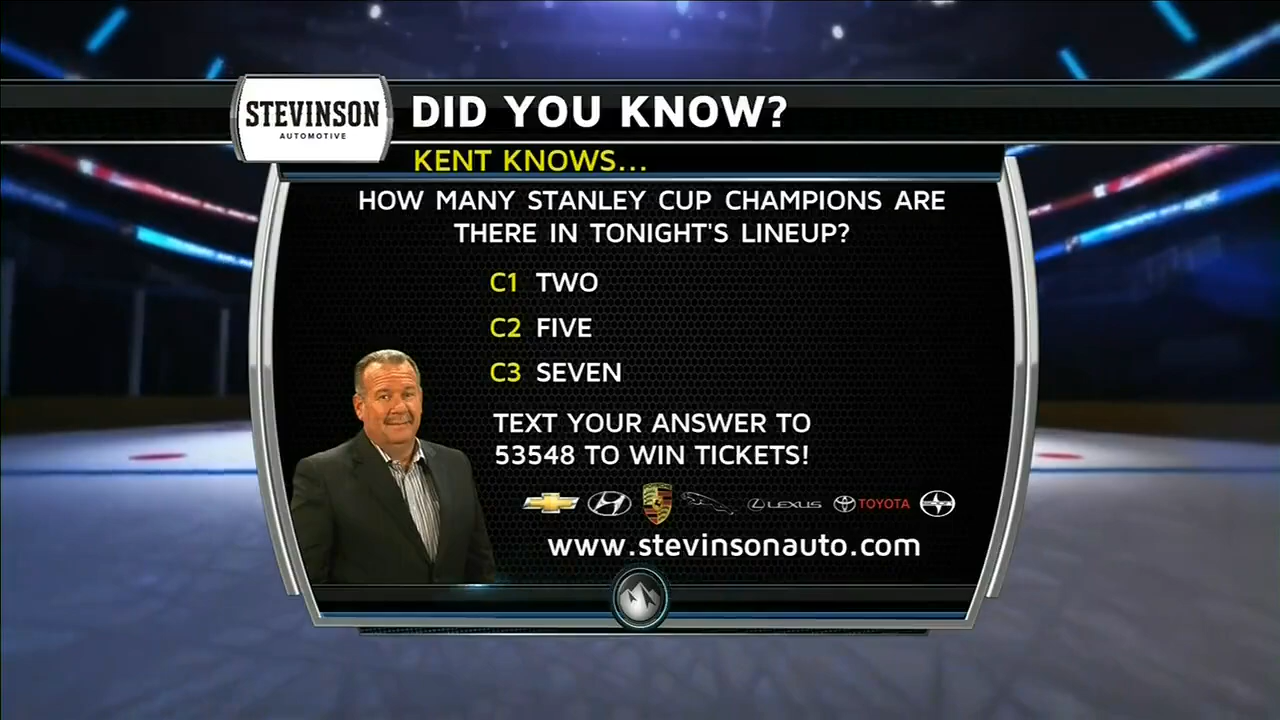 STEVINSON
AUTOMOTIVE
DID YOU KNOW?
KENT KNOWS...
HOW MANY STANLEY CUP CHAMPIONS ARE
THERE IN TONIGHT'S LINEUP?
C1 TWO
C2 FIVE
C3 SEVEN
TEXT YOUR ANSWER TO
53548 TO WIN TICKETS!
LEXUS TOYOTA
www.stevinsonauto.com